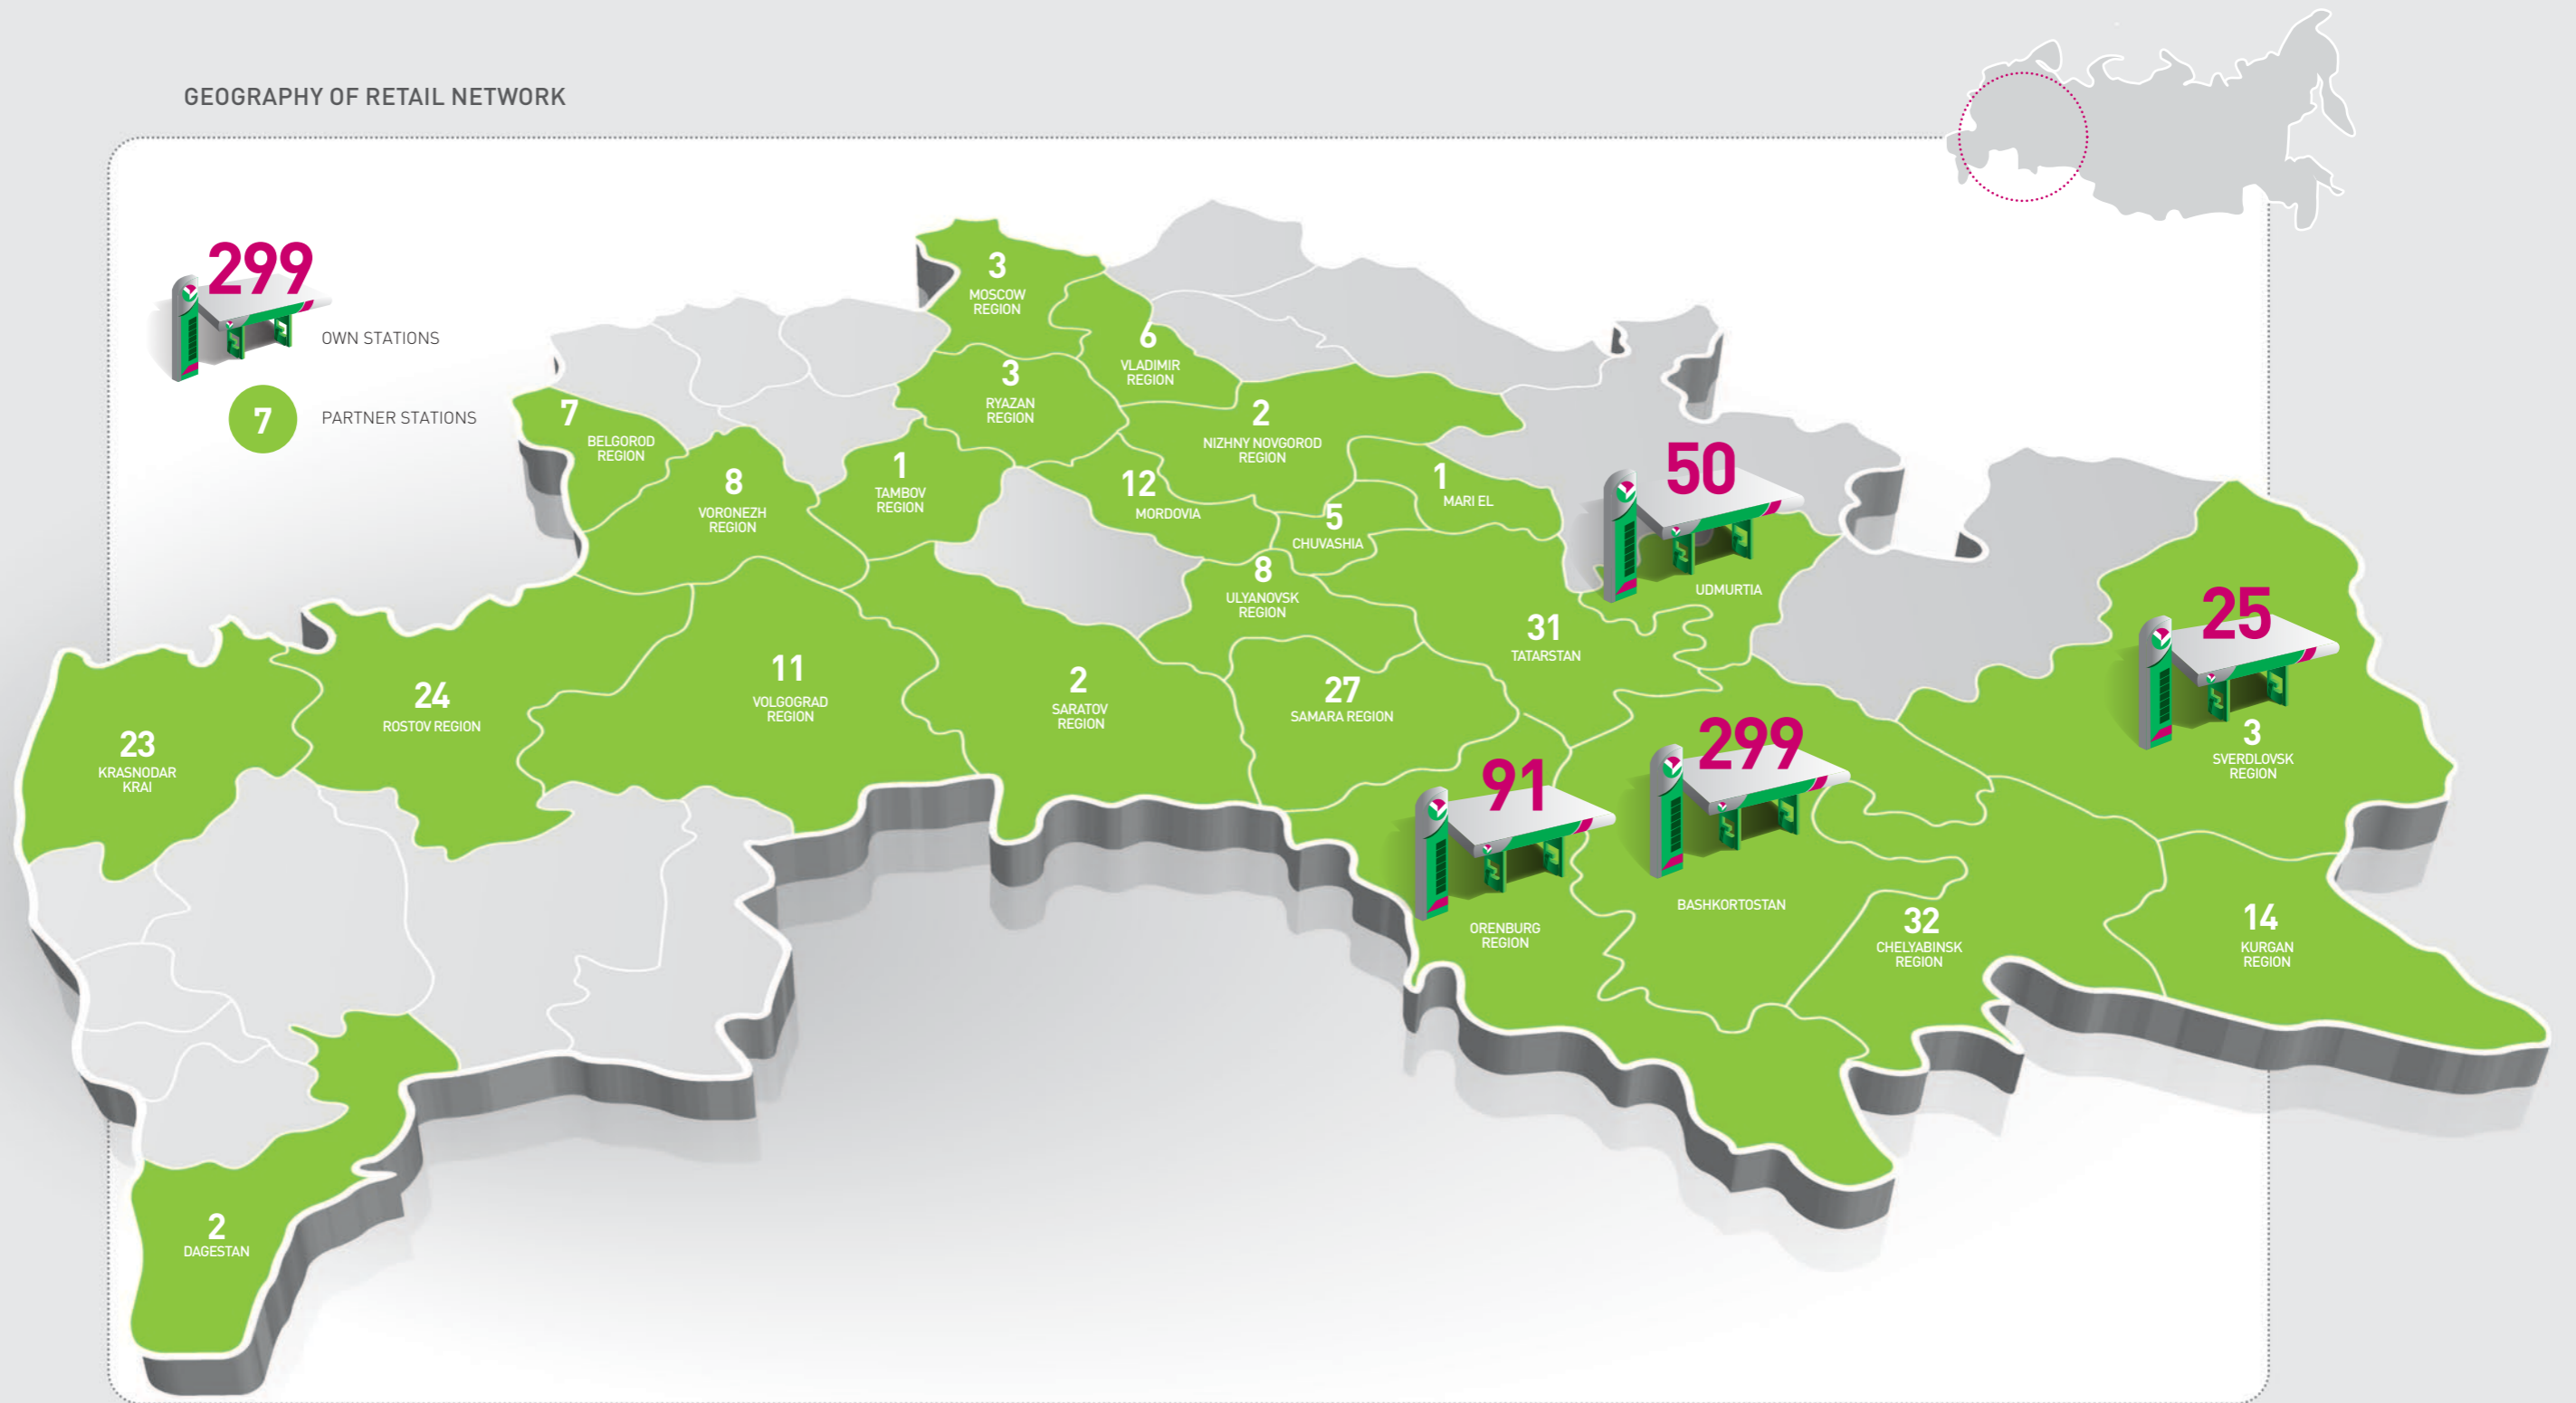 GEOGRAPHY OF RETAIL NETWORK
299
OWN STATIONS
7
PARTNER STATIONS
3
MOSCOW
REGION
6
VLADIMIR
REGION
3
RYAZAN
REGION
7
BELGOROD
REGION
8
VORONEZH
REGION
1
TAMBOV
REGION
2
NIZHNY NOVGOROD
REGION
12
MORDOVIA
1
MARI EL
5
CHUVASHIA
50
UDMURTIA
8
ULYANOVSK
REGION
31
TATARSTAN
25
3
SVERDLOVSK
REGION
23
KRASNODAR
KRAI
24
ROSTOV REGION
11
VOLGOGRAD
REGION
2
SARATOV
REGION
27
SAMARA REGION
91
ORENBURG
REGION
299
BASHKORTOSTAN
32
CHELYABINSK
REGION
14
KURGAN
REGION
2
DAGESTAN